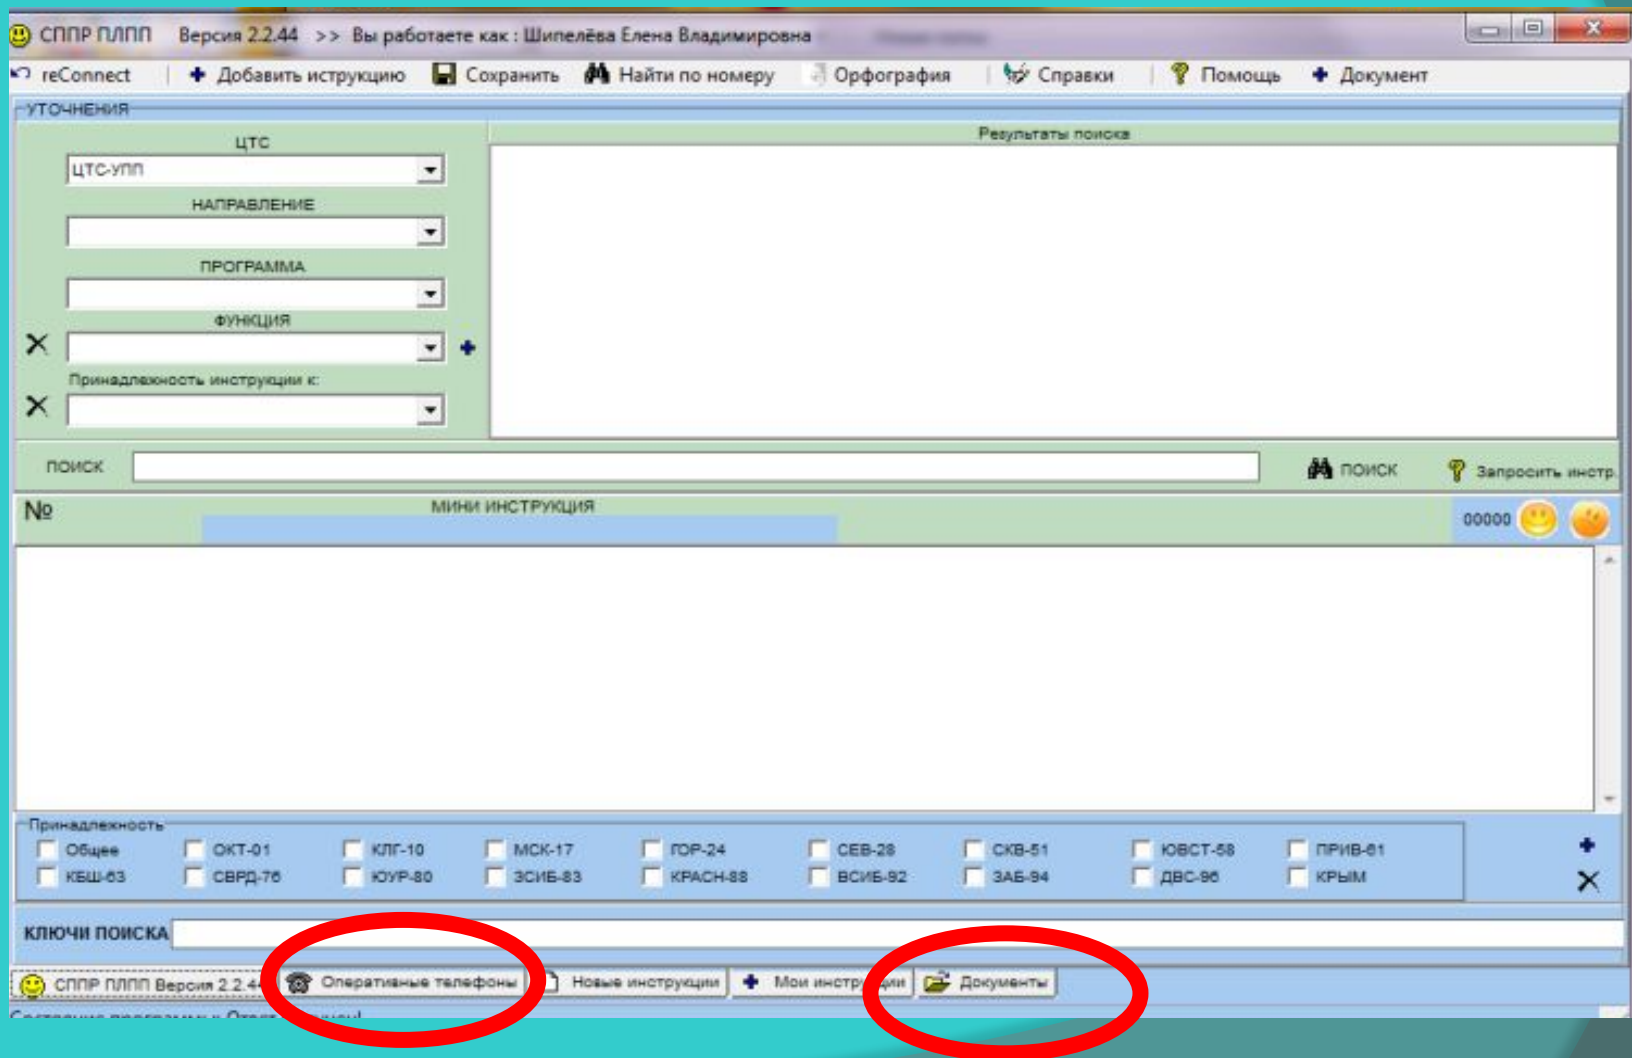 СППР ПЛПП Версия 2.2.44 >> Вы работаете как : Шипелёва Елена Владимировна
reConnect Добавить иструкцию Сохранить Найти по номеру Орфография Справки Помощь Документ
УТОЧНЕНИЯ
Результаты поиска
ЦТС
ЦТС-УПП
НАПРАВЛЕНИЕ
ПРОГРАММА
ФУНКЦИЯ
Принадлежность инструкции к:
ПОИСК ПОИСК Запросить инстр.
№ МИНИ ИНСТРУКЦИЯ 00000
Принадлежность
Общее ОКТ-01 КЛГ-10 МСК-17 ГОР-24 СЕВ-28 СКВ-51 ЮВСТ-58 ПРИВ-61
КБШ-63 СВРД-76 ЮУР-80 ЗСИБ-83 КРАСН-88 ВСИБ-92 ЗАБ-94 ДВС-96 КРЫМ
КЛЮЧИ ПОИСКА
СППР ПЛПП Версия 2.2.44 Оперативные телефоны Новые инструкции Мои инструкции Документы